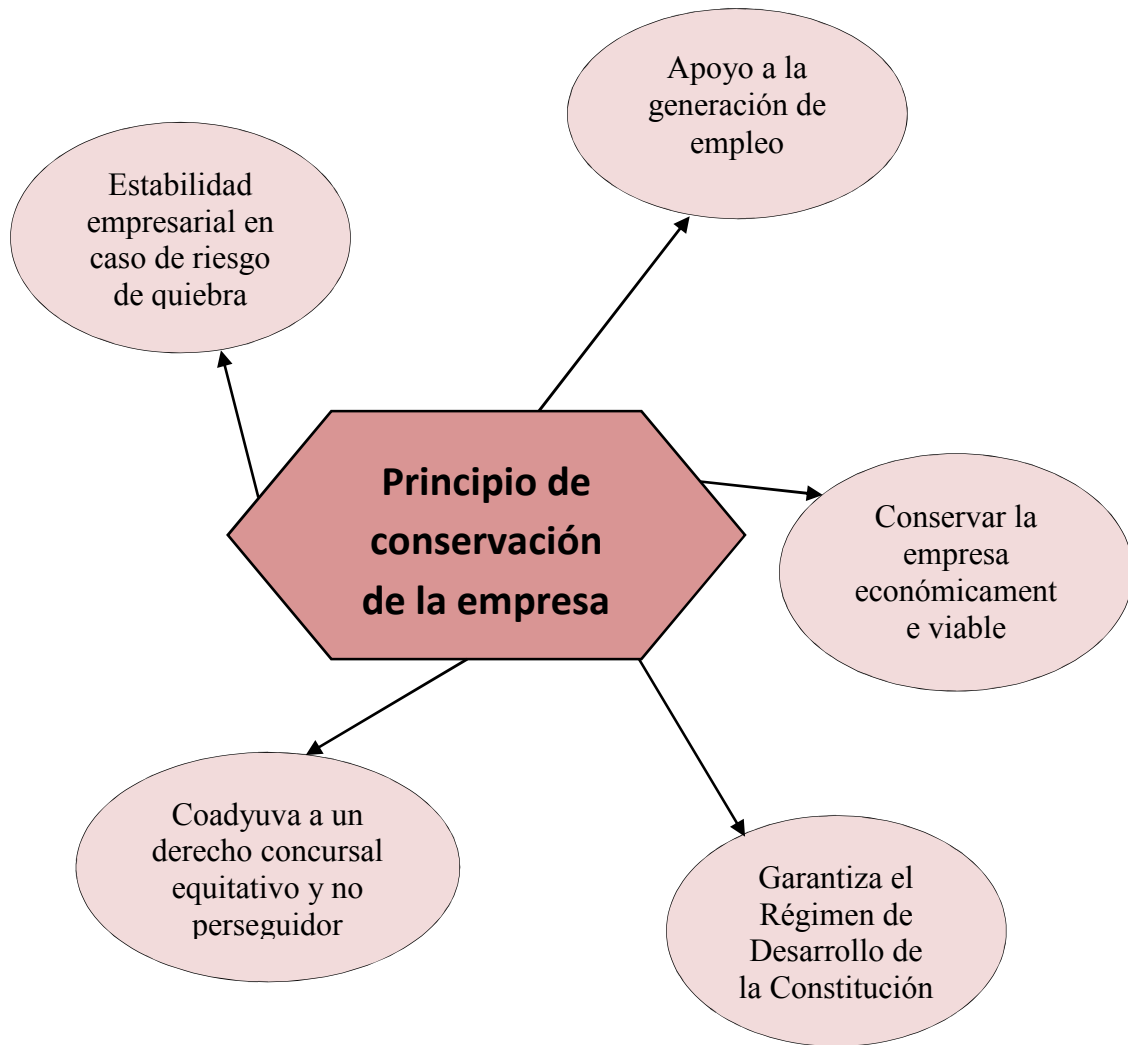 Apoyo a la
generación de
empleo
Estabilidad
empresarial en
caso de riesgo
de quiebra
Principio de
conservación
de la empresa
Conservar la
empresa
económicament
e viable
Coadyuva a un
derecho concursal
equitativo y no
perseguidor
Garantiza el
Régimen de
Desarrollo de
la Constitución